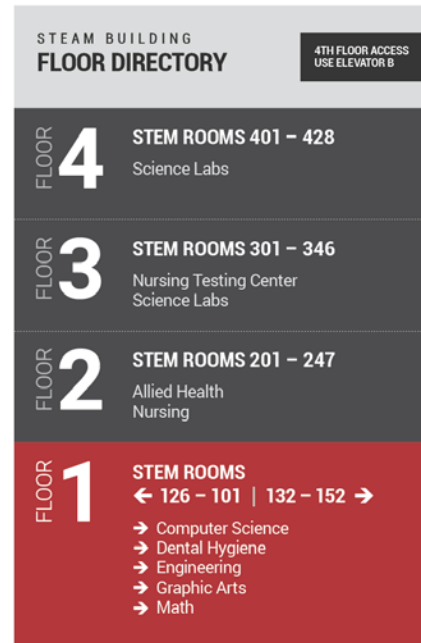 STEAM BUILDING
FLOOR DIRECTORY
4TH FLOOR ACCESS
USE ELEVATOR B
FLOOR 4
STEM ROOMS 401 – 428
Science Labs
FLOOR 3
STEM ROOMS 301 – 346
Nursing Testing Center
Science Labs
FLOOR 2
STEM ROOMS 201 – 247
Allied Health
Nursing
FLOOR 1
STEM ROOMS
← 126 – 101 | 132 – 152 →
→ Computer Science
→ Dental Hygiene
→ Engineering
→ Graphic Arts
→ Math